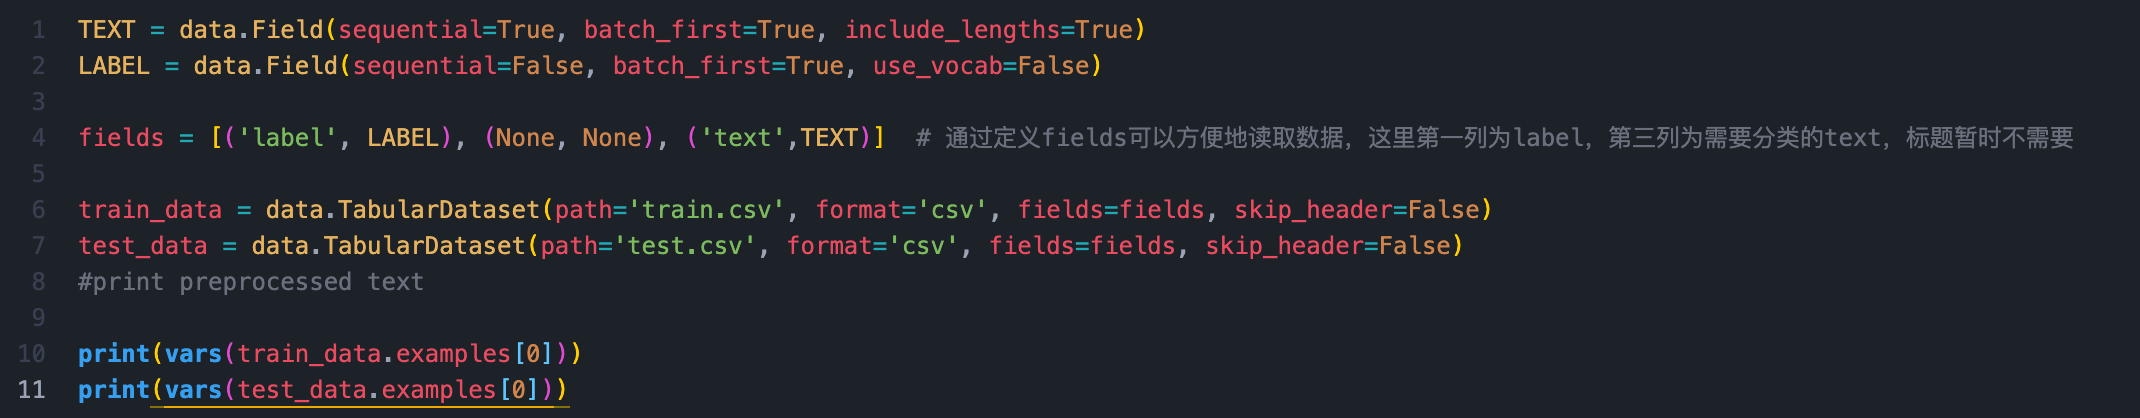 1 TEXT = data.Field(sequential=True, batch_first=True, include_lengths=True)
2 LABEL = data.Field(sequential=False, batch_first=True, use_vocab=False)
3
4 fields = [('label', LABEL), (None, None), ('text',TEXT)]  # 通过定义fields可以方便地读取数据，这里第一列为label，第三列为需要分类的text，标题暂时不需要
5
6 train_data = data.TabularDataset(path='train.csv', format='csv', fields=fields, skip_header=False)
7 test_data = data.TabularDataset(path='test.csv', format='csv', fields=fields, skip_header=False)
8 #print preprocessed text
9
10 print(vars(train_data.examples[0]))
11 print(vars(test_data.examples[0]))